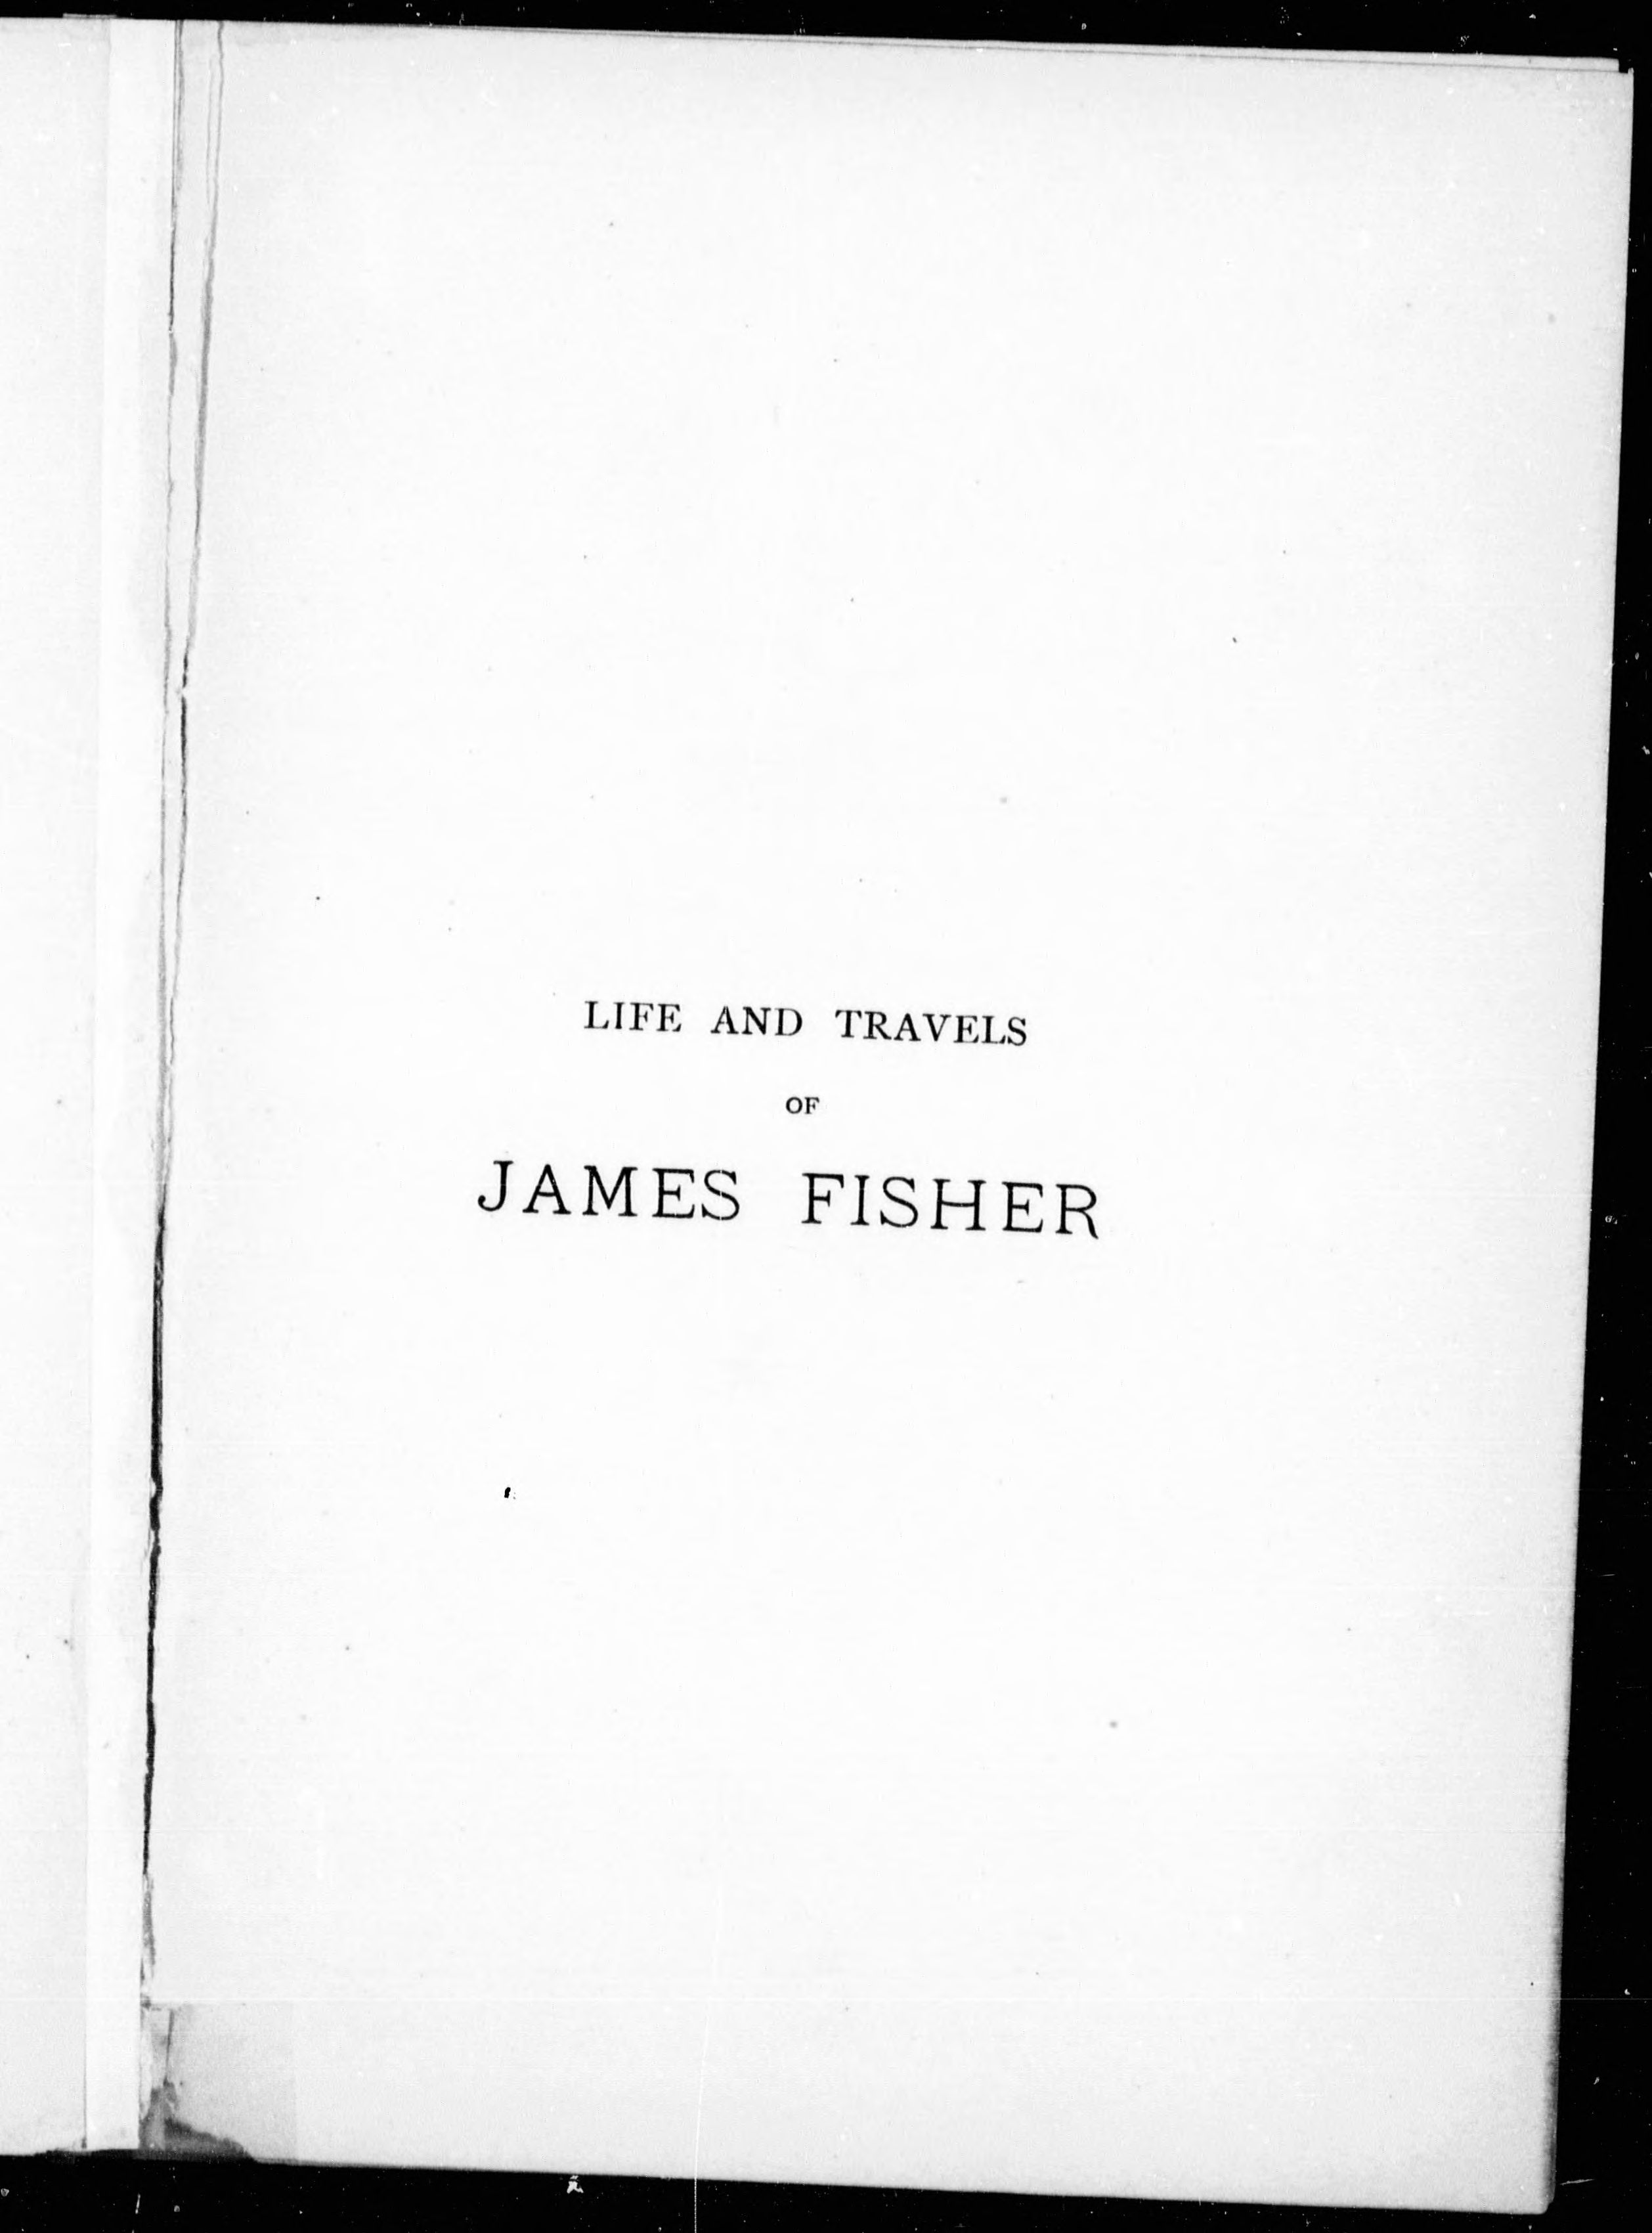 LIFE AND TRAVELS
OF
JAMES FISHER